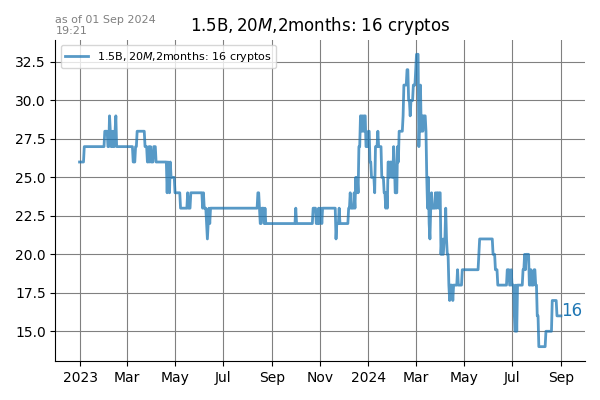 as of 01 Sep 2024
19:21
1.5B, 20M,2months: 16 cryptos
1.5B, 20M,2months: 16 cryptos
32.5
30.0
27.5
25.0
22.5
20.0
17.5
15.0
16
2023 Mar May Jul Sep Nov 2024 Mar May Jul Sep